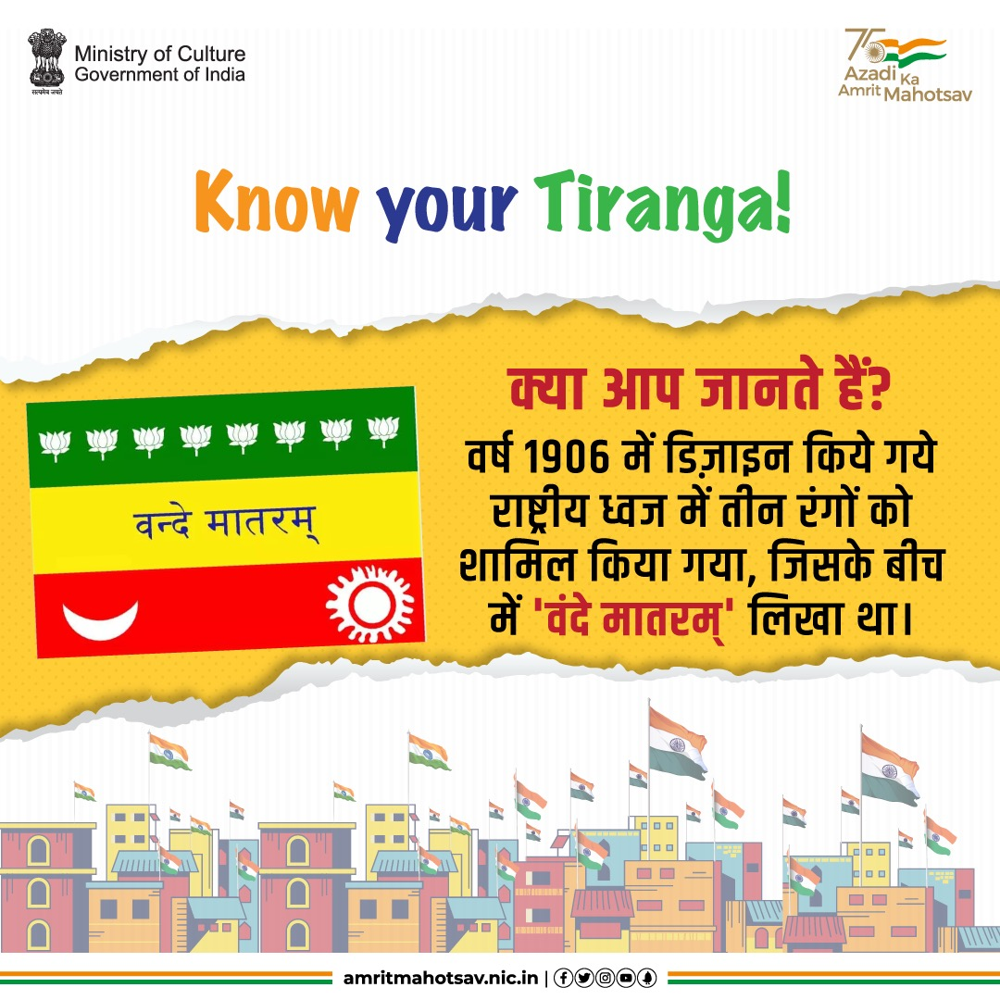 Ministry of Culture
Government of India
सत्यमेव जयते
75
Azadi Ka
Amrit Mahotsav
Know your Tiranga!
वन्दे मातरम्
क्या आप जानते हैं?
वर्ष 1906 में डिज़ाइन किये गये
राष्ट्रीय ध्वज में तीन रंगों को
शामिल किया गया, जिसके बीच
में 'वंदे मातरम्' लिखा था।
amritmahotsav.nic.in |